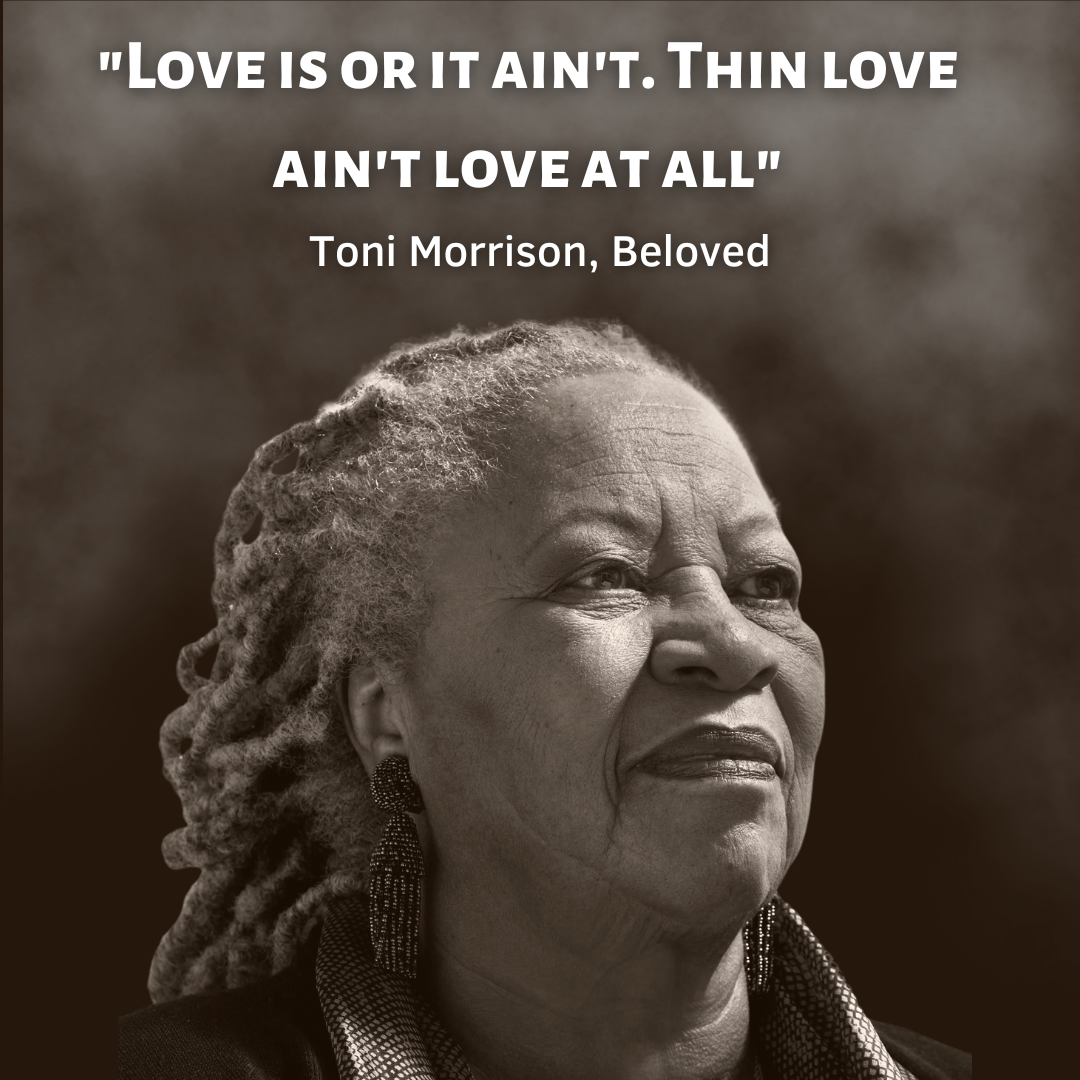 "Love is or it ain't. Thin love
ain't love at all"
Toni Morrison, Beloved